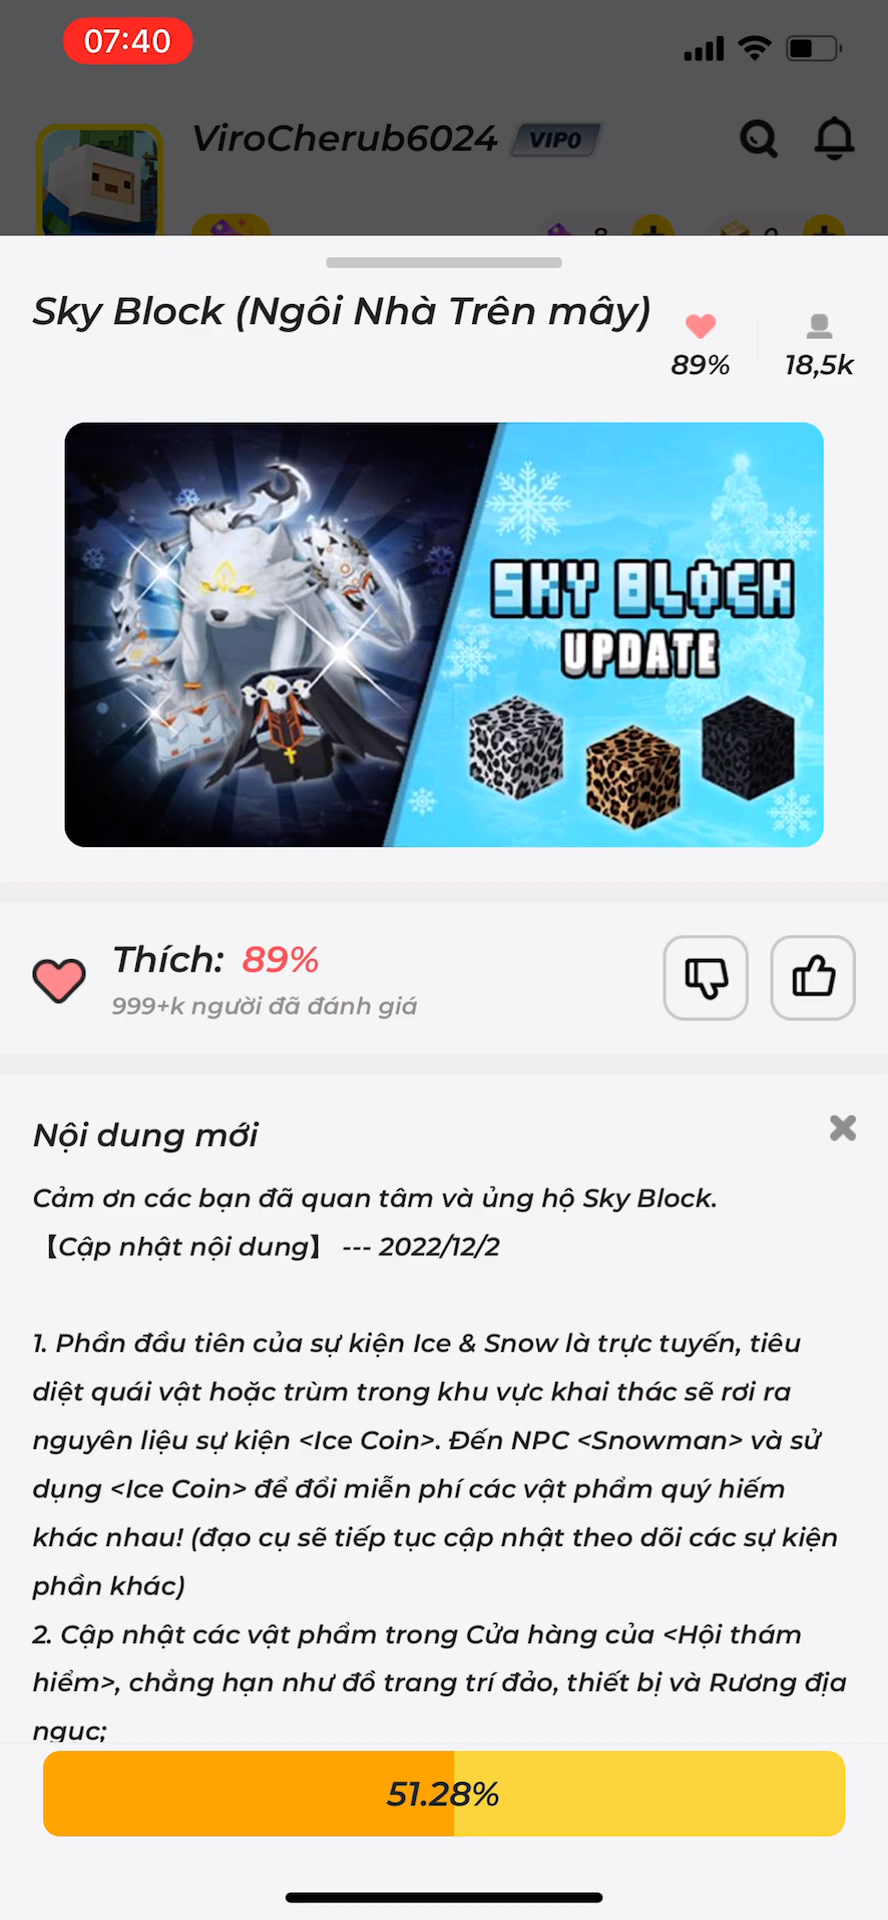 07:40
ViroCherub6024 VIP0
Sky Block (Ngôi Nhà Trên mây)
89% 18,5k
SKY BLOCK
UPDATE
Thích: 89%
999+k người đã đánh giá
Nội dung mới
Cảm ơn các bạn đã quan tâm và ủng hộ Sky Block.
【Cập nhật nội dung】 --- 2022/12/2
1. Phần đầu tiên của sự kiện Ice & Snow là trực tuyến, tiêu
diệt quái vật hoặc trùm trong khu vực khai thác sẽ rơi ra
nguyên liệu sự kiện <Ice Coin>. Đến NPC <Snowman> và sử
dụng <Ice Coin> để đổi miễn phí các vật phẩm quý hiếm
khác nhau! (đạo cụ sẽ tiếp tục cập nhật theo dõi các sự kiện
phần khác)
2. Cập nhật các vật phẩm trong Cửa hàng của <Hội thám
hiểm>, chẳng hạn như đồ trang trí đảo, thiết bị và Rương địa
ngục;
51.28%